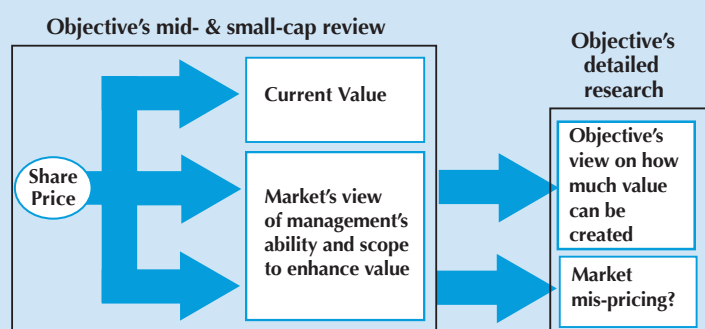 Objective's mid- & small-cap review
Share
Price
Current Value
Market's view
of management's
ability and scope
to enhance value
Objective's
detailed
research
Objective's
view on how
much value
can be
created
Market
mis-pricing?